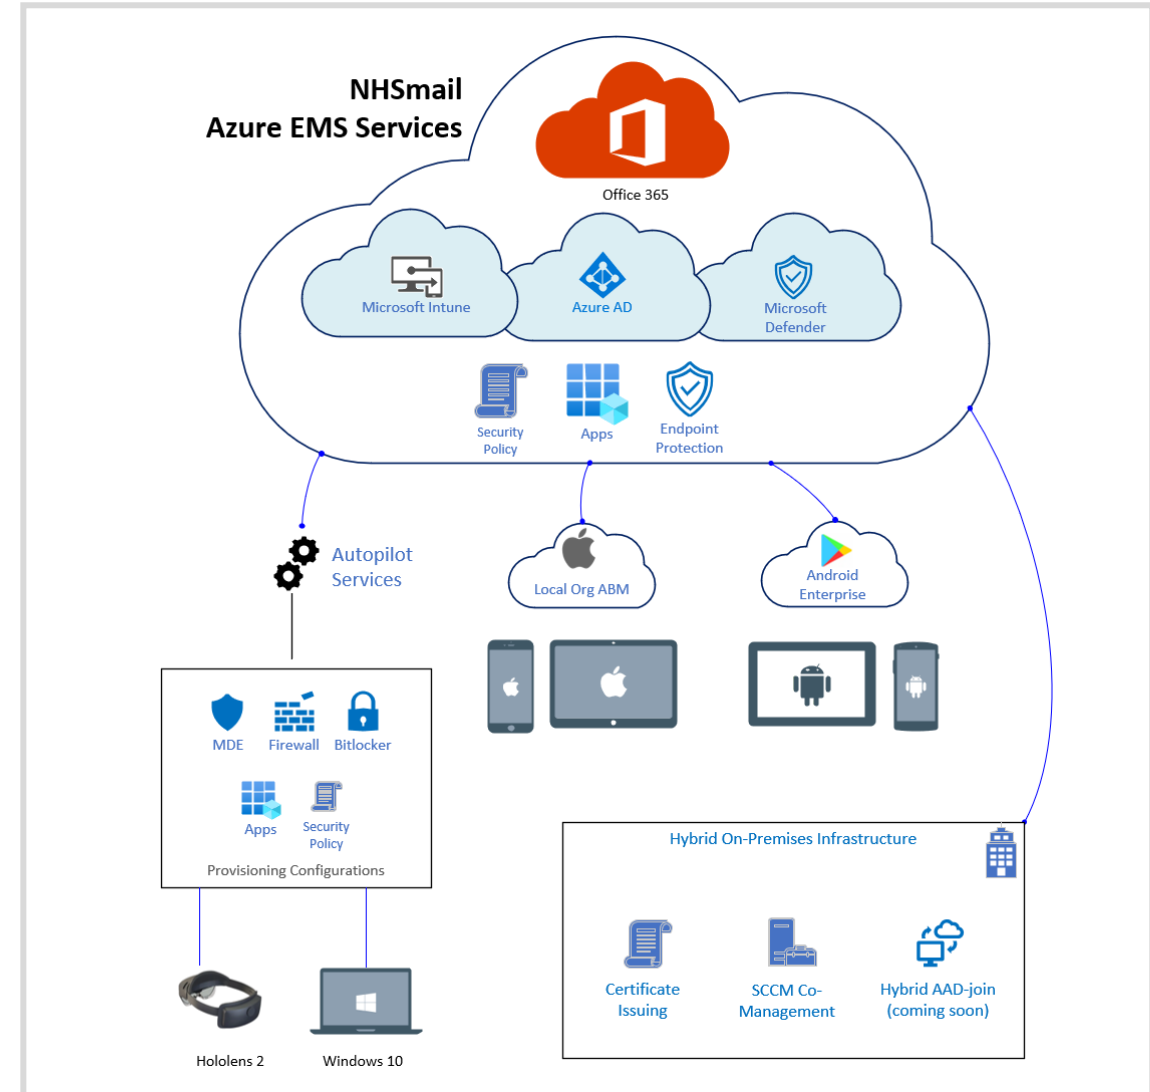 NHSmail
Azure EMS Services
Office 365
Microsoft Intune
Azure AD
Microsoft
Defender
Security
Policy
Apps
Endpoint
Protection
Autopilot
Services
Local Org ABM
Android
Enterprise
MDE
Firewall
Bitlocker
Apps
Security
Policy
Provisioning Configurations
Hololens 2
Windows 10
Hybrid On-Premises Infrastructure
Certificate
Issuing
SCCM Co-
Management
Hybrid AAD-join
(coming soon)